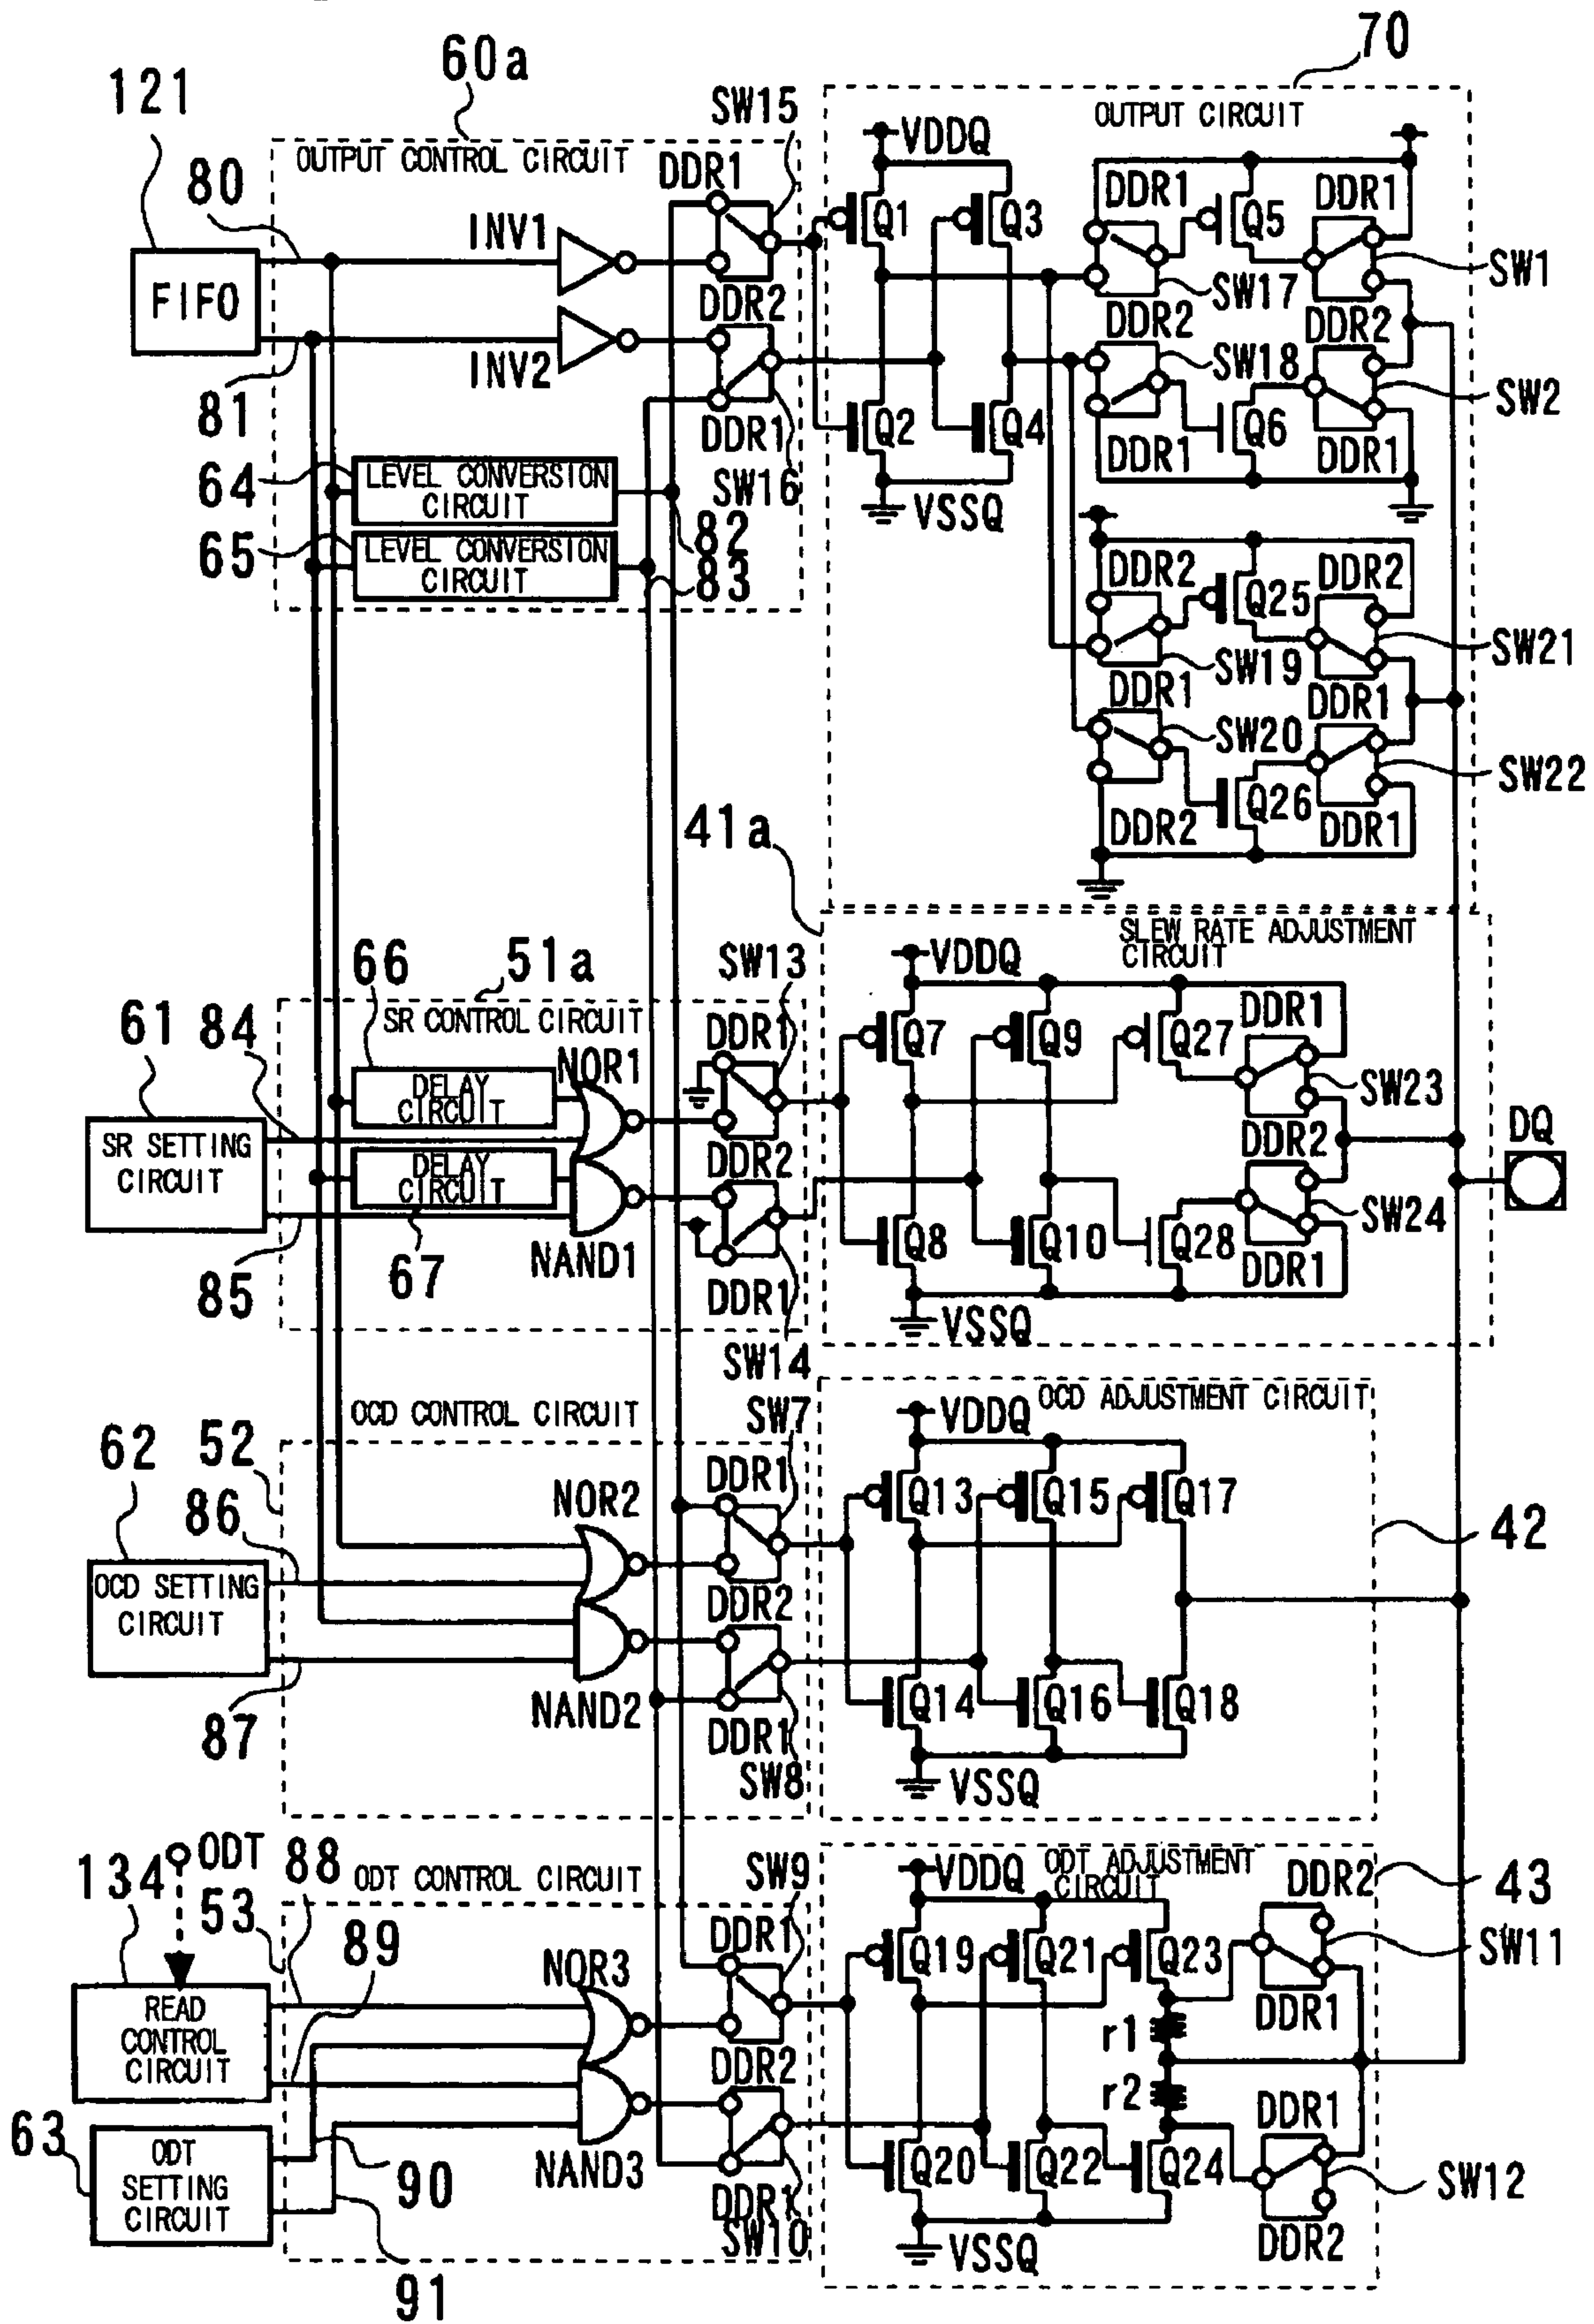 70
60a
121
SW15
OUTPUT CIRCUIT
OUTPUT CONTROL CIRCUIT
VDDQ
80
DDR1
INV1
Q1
Q3
DDR1
Q5
DDR1
SW1
FIFO
DDR2
SW17
INV2
DDR2
DDR2
SW18
SW2
81
DDR1
Q2
Q4
DDR1
Q6
DDR1
64
LEVEL CONVERSION
CIRCUIT
SW16
VSSQ
82
65
LEVEL CONVERSION
CIRCUIT
83
DDR2
Q25
DDR2
SW21
SW19
DDR1
DDR1
SW20
SW22
Q26
DDR2
DDR1
41a
SLEW RATE ADJUSTMENT
CIRCUIT
66
51a
SW13
VDDQ
61
84
SR CONTROL CIRCUIT
DDR1
Q7
Q9
Q27
DDR1
NOR1
DELAY
CIRCUIT
SW23
SR SETTING
CIRCUIT
DDR2
DDR2
DQ
DELAY
CIRCUIT
SW24
NAND1
Q8
Q10
Q28
85
67
DDR1
DDR1
VSSQ
SW14
OCD CONTROL CIRCUIT
SW7
OCD ADJUSTMENT CIRCUIT
VDDQ
62
52
86
NOR2
DDR1
Q13
Q15
Q17
42
OCD SETTING
CIRCUIT
DDR2
NAND2
Q14
Q16
Q18
87
DDR1
SW8
VSSQ
ODT
134
88
ODT CONTROL CIRCUIT
SW9
VDDQ
ODT ADJUSTMENT
CIRCUIT
DDR2
43
53
89
DDR1
Q19
Q21
Q23
SW11
NOR3
READ
CONTROL
CIRCUIT
r1
DDR1
DDR2
r2
DDR1
63
ODT
SETTING
CIRCUIT
NAND3
Q20
Q22
Q24
SW12
90
DDR1
SW10
DDR2
VSSQ
91